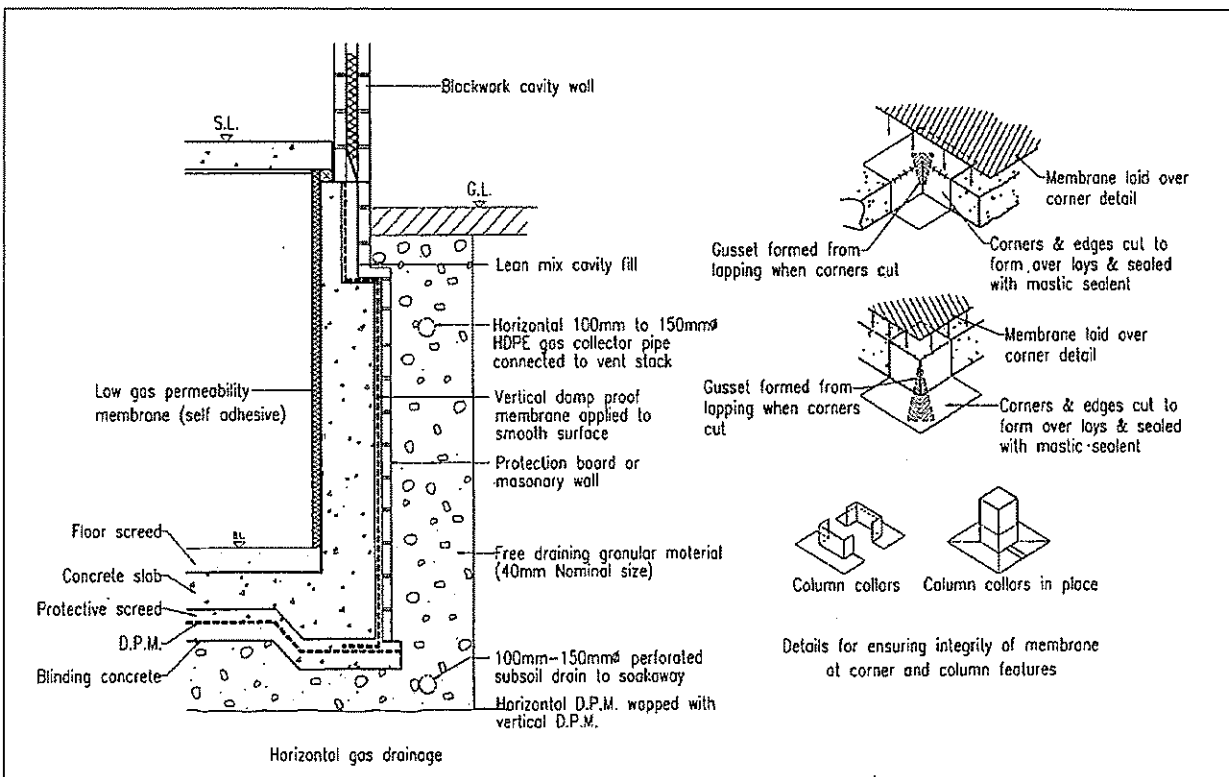 Blockwork cavity wall
S.L.
G.L.
Lean mix cavity fill
Horizontal 100mm to 150mmø
HDPE gas collector pipe
connected to vent stack
Low gas permeability
membrane (self adhesive)
Vertical damp proof
membrane applied to
smooth surface
Protection board or
masonary wall
Floor screed
Concrete slab
Protective screed
D.P.M.
Blinding concrete
Free draining granular material
(40mm Nominal size)
100mm-150mmø perforated
subsoil drain to soakaway
Horizontal D.P.M. wapped with
vertical D.P.M.
Horizontal gas drainage
Membrane laid over
corner detail
Gusset formed from
lapping when corners cut
Corners & edges cut to
form over lays & sealed
with mastic sealent
Membrane laid over
corner detail
Gusset formed from
lapping when corners
cut
Corners & edges cut to
form over lays & sealed
with mastic sealent
Column collars
Column collars in place
Details for ensuring integrity of membrane
at corner and column features